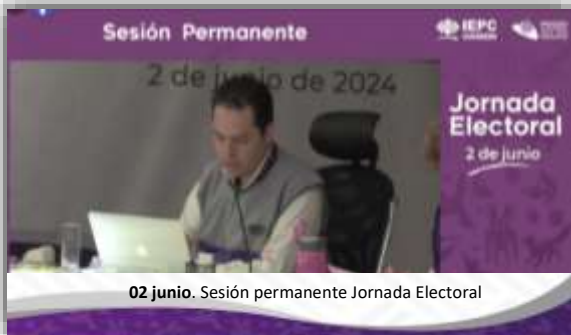 Sesión Permanente
IEPC
2 de junio de 2024
Jornada
Electoral
2 de junio
02 junio. Sesión permanente Jornada Electoral